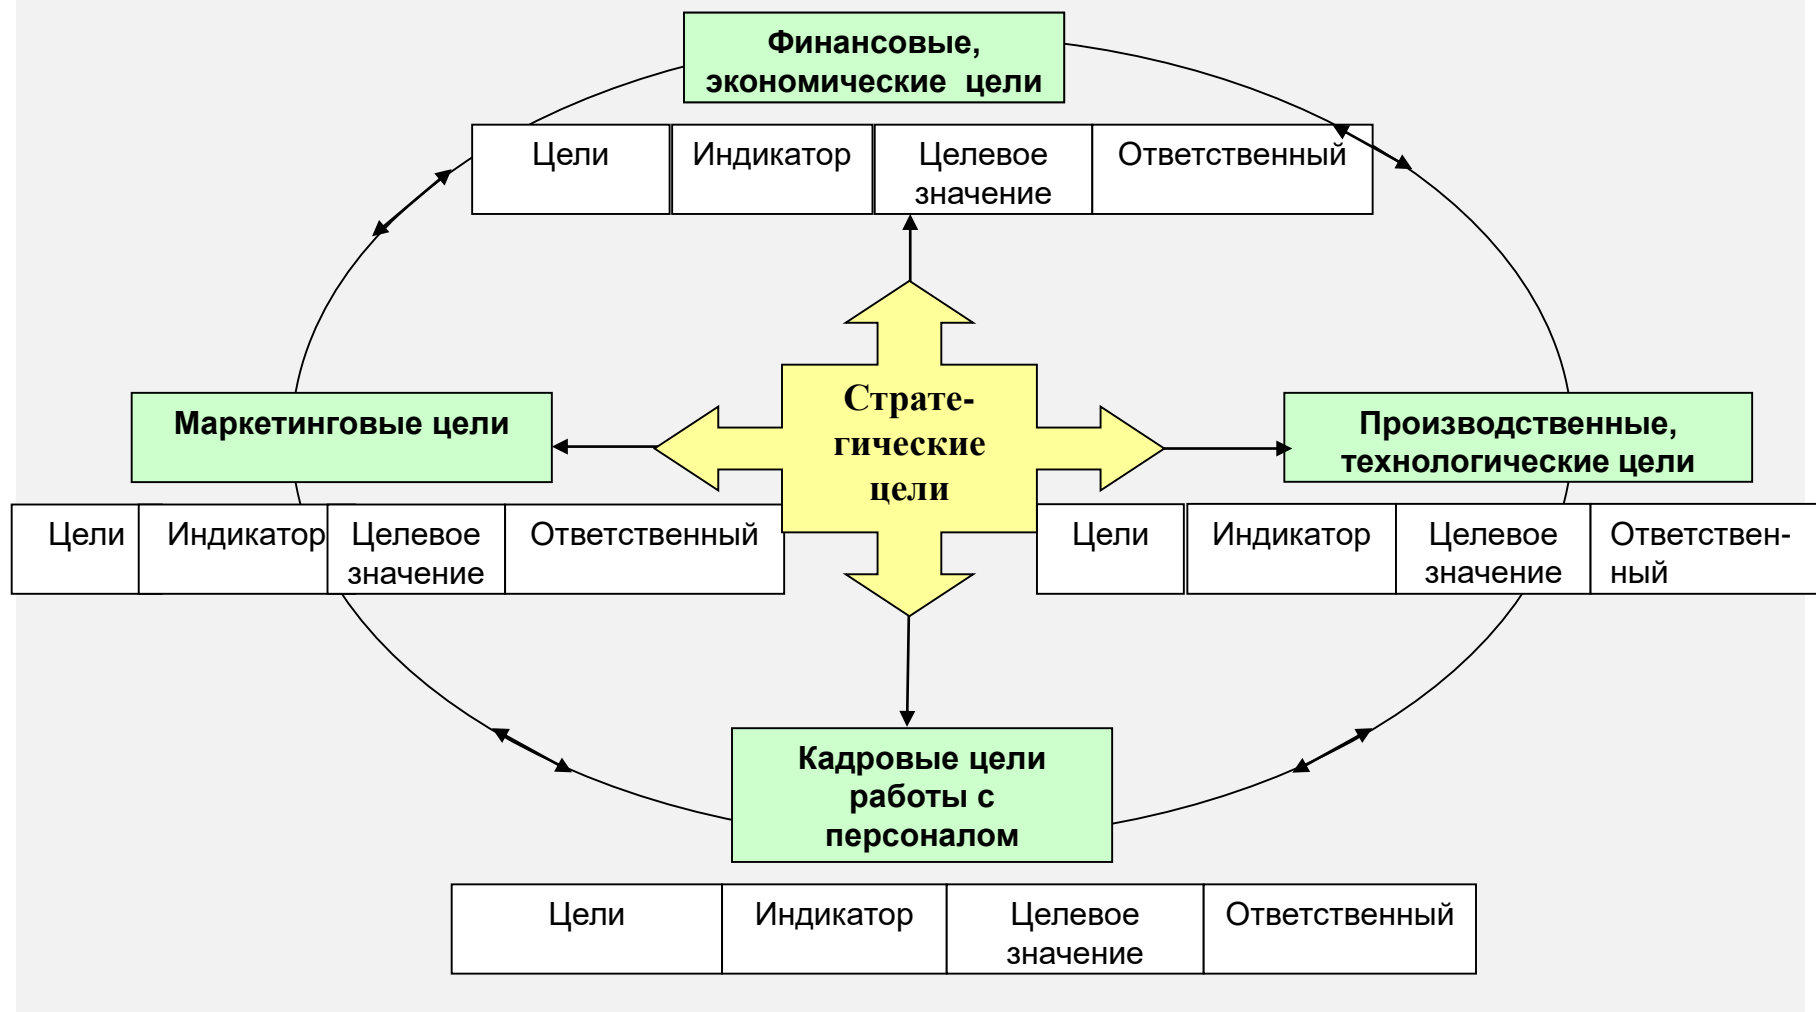 Финансовые,
экономические цели
Цели
Индикатор
Целевое
значение
Ответственный
Маркетинговые цели
Страте-
гические
цели
Производственные,
технологические цели
Цели
Индикатор
Целевое
значение
Ответственный
Цели
Индикатор
Целевое
значение
Ответствен-
ный
Кадровые цели
работы с
персоналом
Цели
Индикатор
Целевое
значение
Ответственный